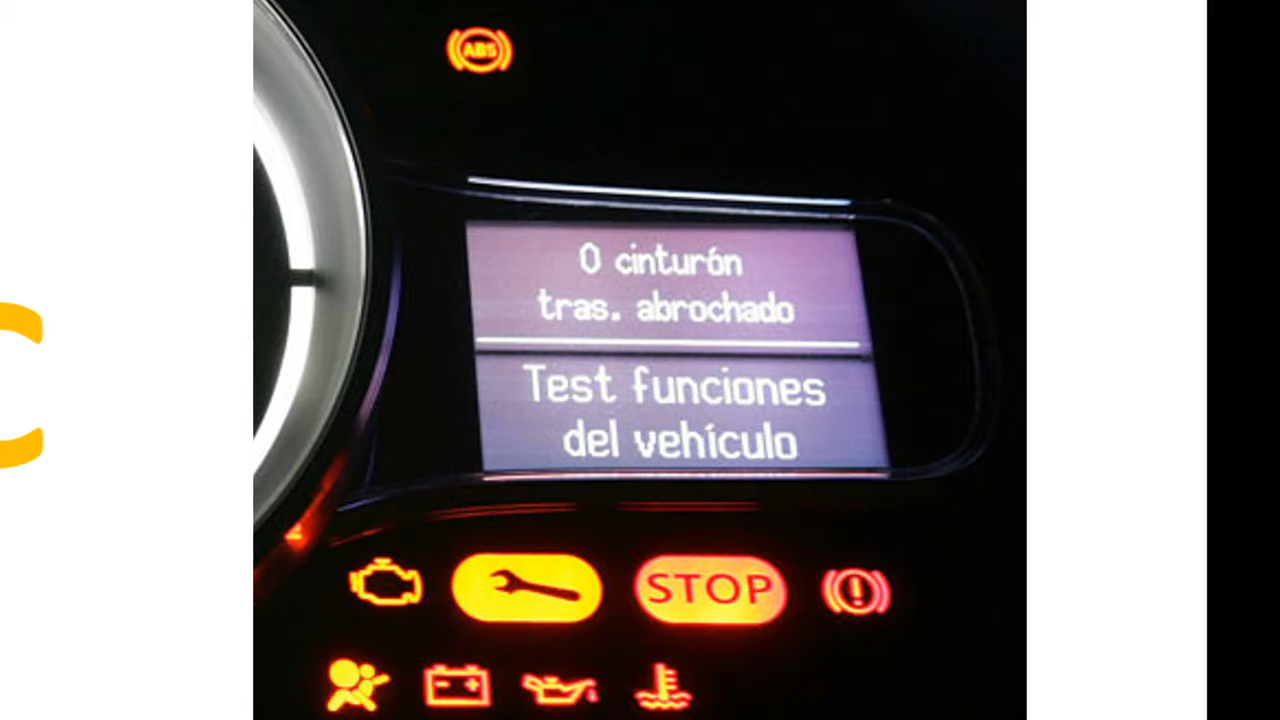 ABS
0 cinturón
tras. abrochado
Test funciones
del vehículo
STOP